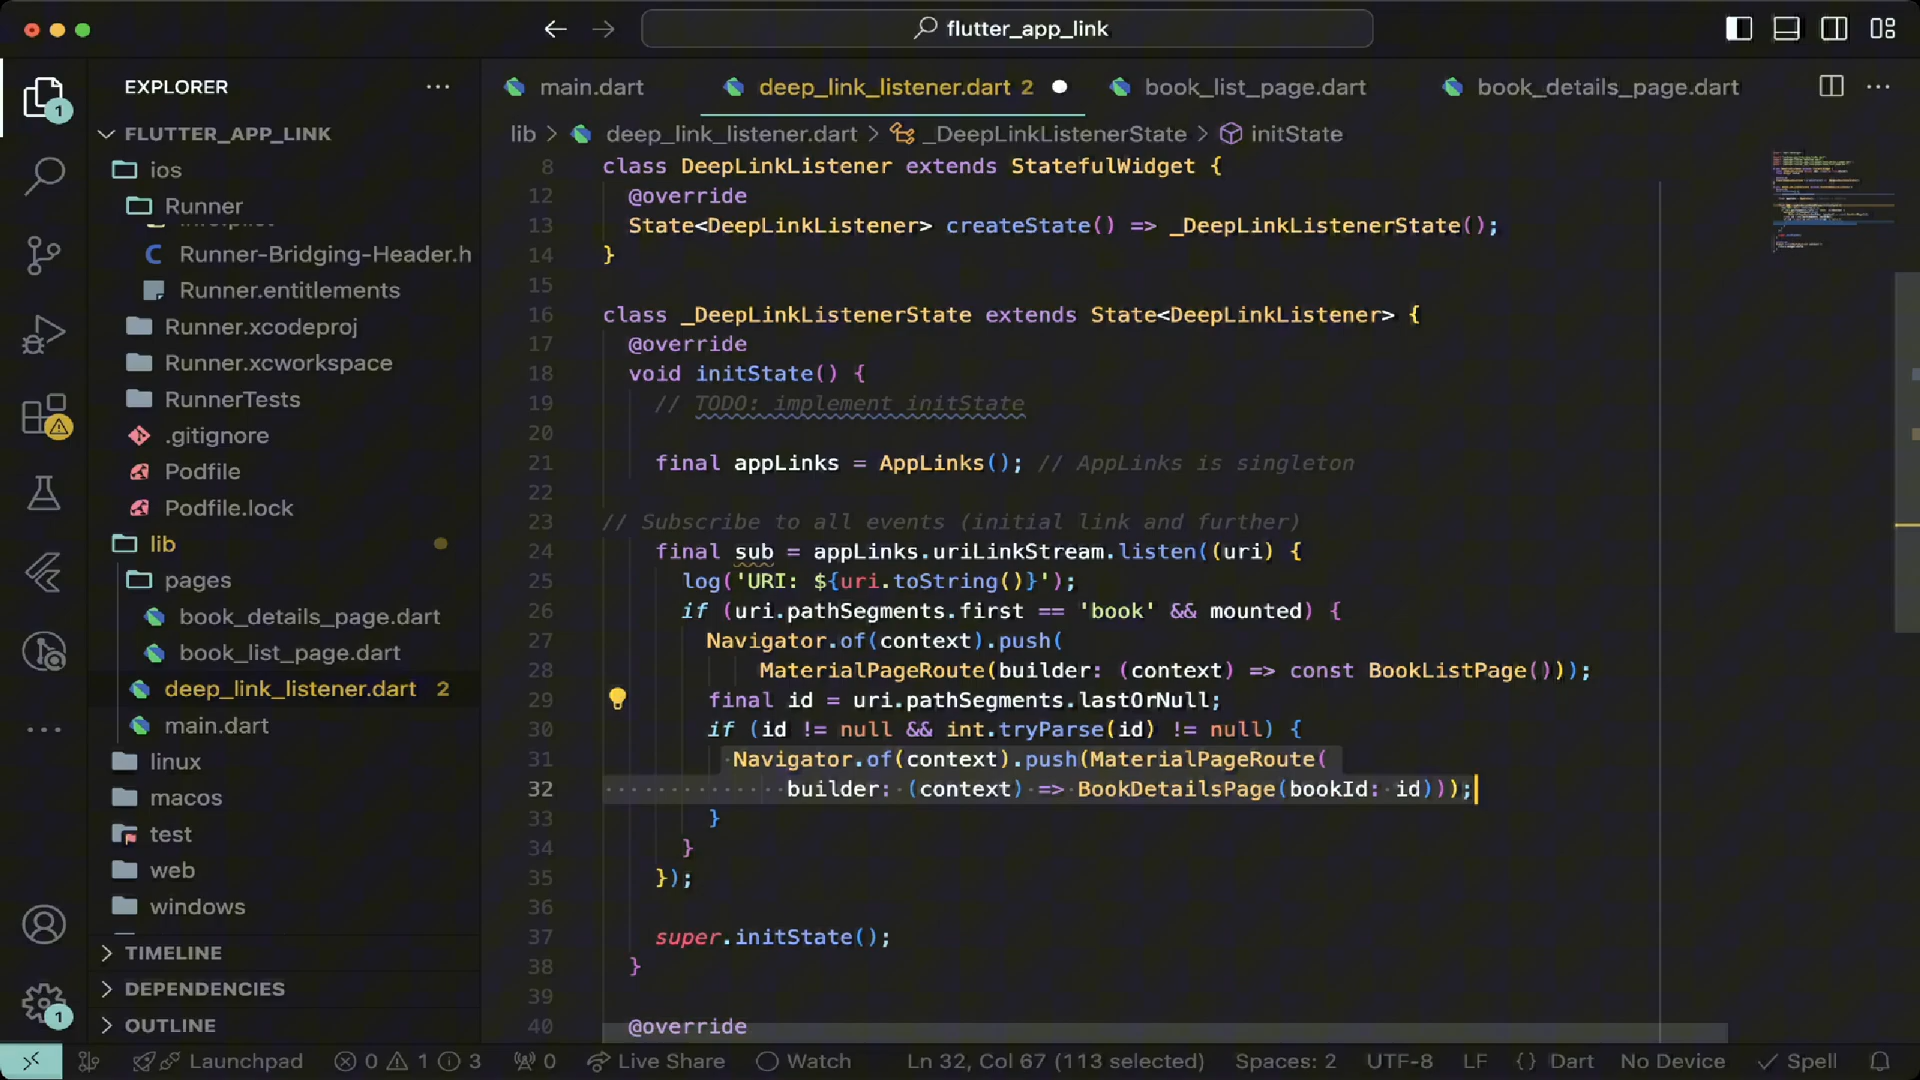 flutter_app_link
EXPLORER
main.dart
deep_link_listener.dart 2
book_list_page.dart
book_details_page.dart
1
FLUTTER_APP_LINK
lib > deep_link_listener.dart > _DeepLinkListenerState > initState
ios
Runner
Runner-Bridging-Header.h
Runner.entitlements
Runner.xcodeproj
Runner.xcworkspace
RunnerTests
.gitignore
Podfile
Podfile.lock
lib
pages
book_details_page.dart
book_list_page.dart
deep_link_listener.dart 2
main.dart
linux
macos
test
web
windows
TIMELINE
DEPENDENCIES
OUTLINE
8 class DeepLinkListener extends StatefulWidget {
12 @override
13 State<DeepLinkListener> createState() => _DeepLinkListenerState();
14 }
15
16 class _DeepLinkListenerState extends State<DeepLinkListener> {
17 @override
18 void initState() {
19 // TODO: implement initState
20
21 final appLinks = AppLinks(); // AppLinks is singleton
22
23 // Subscribe to all events (initial link and further)
24 final sub = appLinks.uriLinkStream.listen((uri) {
25 log('URI: ${uri.toString()}');
26 if (uri.pathSegments.first == 'book' && mounted) {
27 Navigator.of(context).push(
28 MaterialPageRoute(builder: (context) => const BookListPage()));
29 final id = uri.pathSegments.lastOrNull;
30 if (id != null && int.tryParse(id) != null) {
31 Navigator.of(context).push(MaterialPageRoute(
32 builder: (context) => BookDetailsPage(bookId: id)));
33 }
34 }
35 });
36
37 super.initState();
38 }
39
40 @override
1
Launchpad 0 1 3 0 Live Share Watch Ln 32, Col 67 (113 selected) Spaces: 2 UTF-8 LF {} Dart No Device Spell